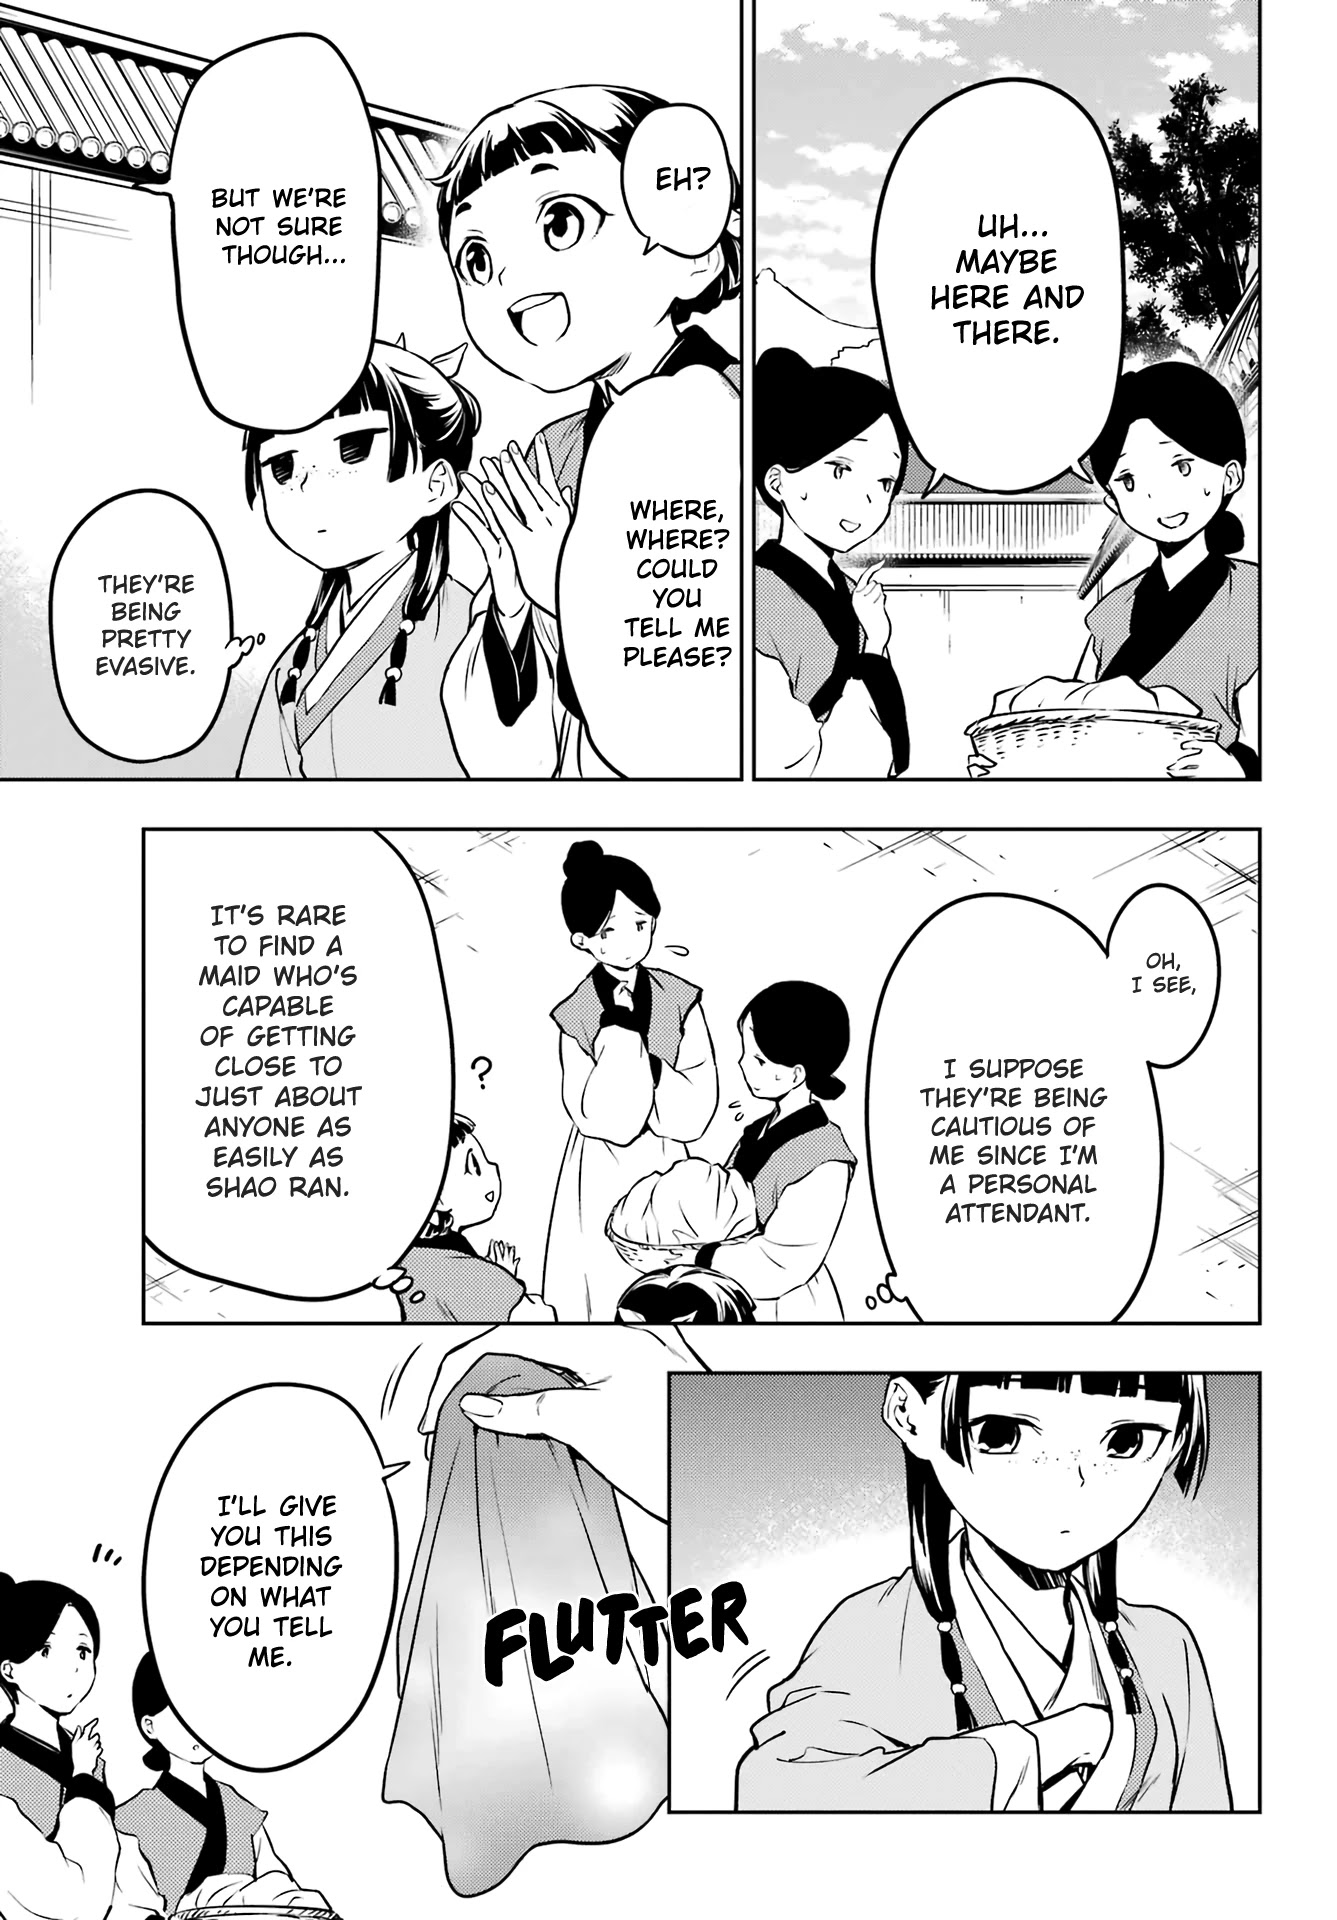 UH...
MAYBE
HERE AND
THERE.
EH?
WHERE,
WHERE?
COULD
YOU
TELL ME
PLEASE?
BUT WE'RE
NOT SURE
THOUGH...
THEY'RE
BEING
PRETTY
EVASIVE.
OH,
I SEE,
I SUPPOSE
THEY'RE BEING
CAUTIOUS OF
ME SINCE I'M
A PERSONAL
ATTENDANT.
?
IT'S RARE
TO FIND A
MAID WHO'S
CAPABLE
OF GETTING
CLOSE TO
JUST ABOUT
ANYONE AS
EASILY AS
SHAO RAN.
FLUTTER
I'LL GIVE
YOU THIS
DEPENDING
ON WHAT
YOU TELL
ME.